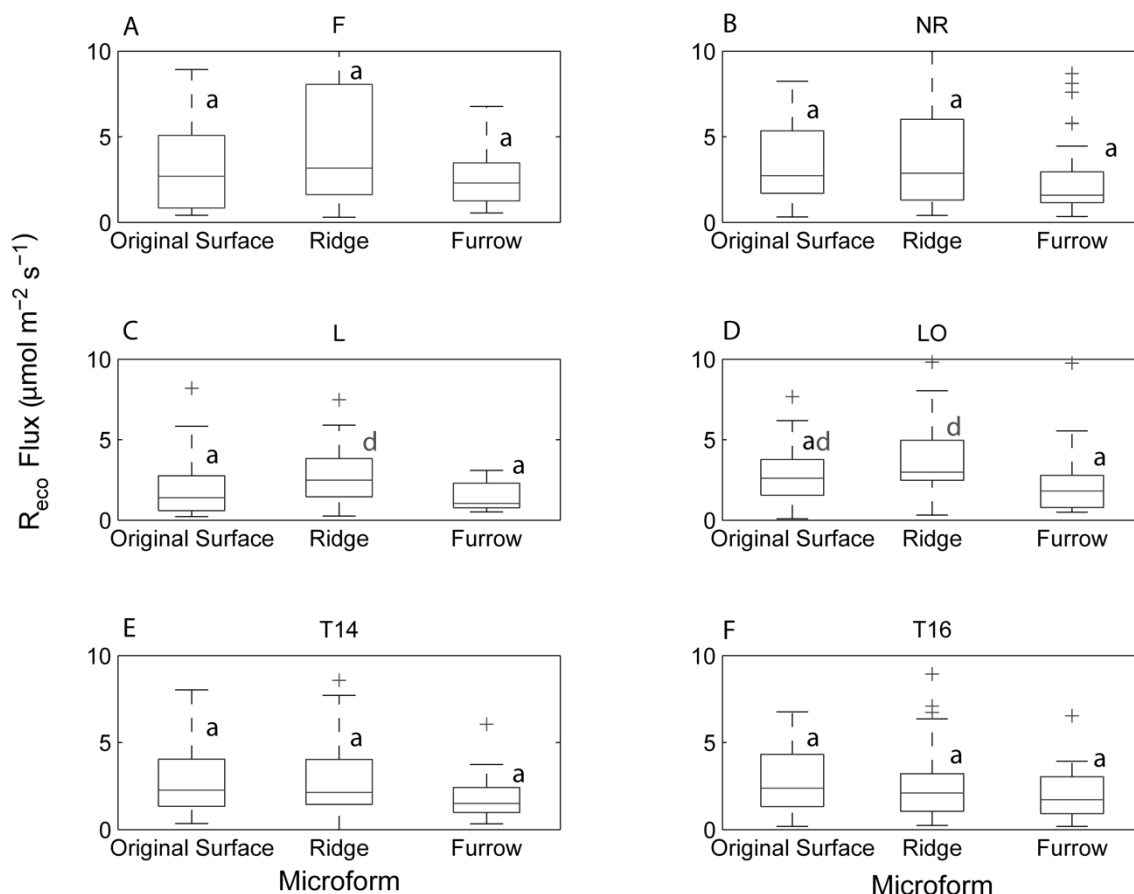 A F
10
5
0
a a a
Original Surface Ridge Furrow
B NR
10
5
0
a a a
Original Surface Ridge Furrow
C L
10
5
0
a d a
Original Surface Ridge Furrow
D LO
10
5
0
ad d a
Original Surface Ridge Furrow
E T14
10
5
0
a a a
Original Surface Ridge Furrow
Microform
F T16
10
5
0
a a a
Original Surface Ridge Furrow
Microform
Reco Flux (µmol m−2 s−1)